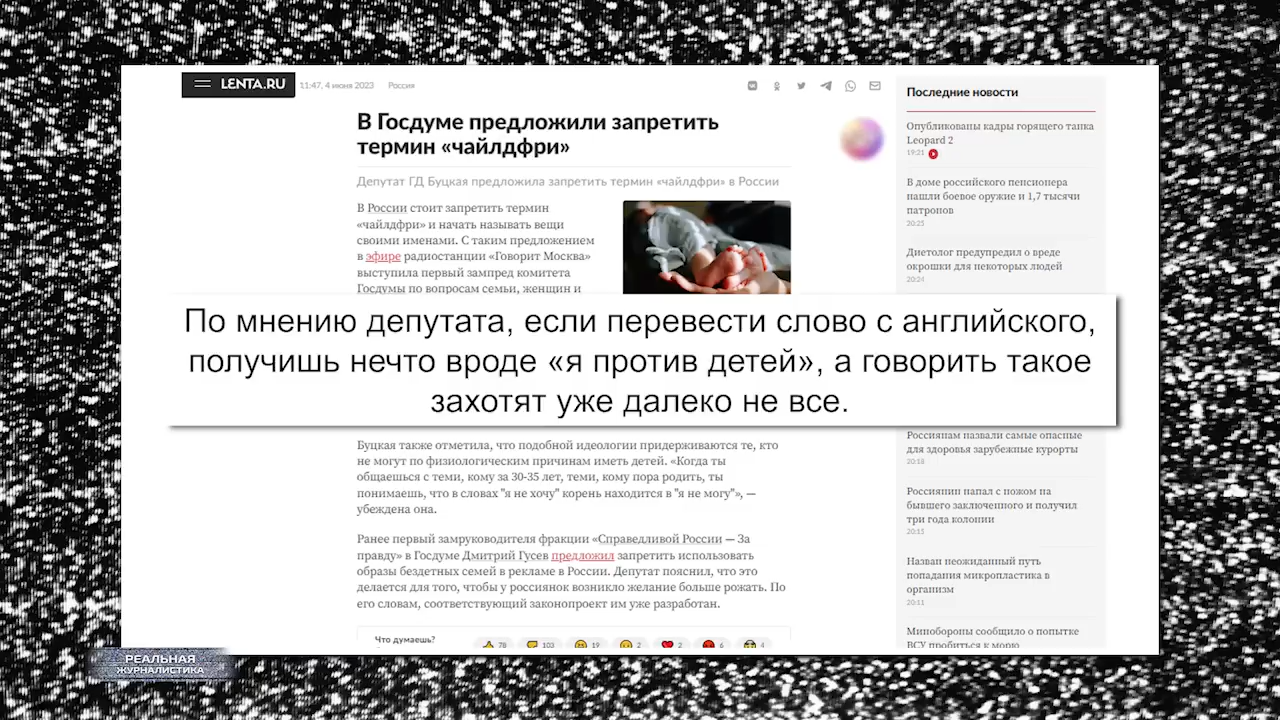 LENTA.RU
11:47, 4 июня 2023 Россия
В Госдуме предложили запретить
термин «чайлдфри»
Депутат ГД Буцкая предложила запретить термин «чайлдфри» в России
В России стоит запретить термин
«чайлдфри» и начать называть вещи
своими именами. С таким предложением
в эфире радиостанции «Говорит Москва»
выступила первый зампред комитета
Госдумы по вопросам семьи, женщин и
По мнению депутата, если перевести слово с английского,
получишь нечто вроде «я против детей», а говорить такое
захотят уже далеко не все.
Буцкая также отметила, что подобной идеологии придерживаются те, кто
не могут по физиологическим причинам иметь детей. «Когда ты
общаешься с теми, кому за 30-35 лет, теми, кому пора родить, ты
понимаешь, что в словах "я не хочу" корень находится в "я не могу"», —
убеждена она.
Ранее первый замруководителя фракции «Справедливой России — За
правду» в Госдуме Дмитрий Гусев предложил запретить использовать
образы бездетных семей в рекламе в России. Депутат пояснил, что это
делается для того, чтобы у россиянок возникло желание больше рожать. По
его словам, соответствующий законопроект им уже разработан.
Что думаешь?
78 103 19 2 2 6 4
Последние новости
Опубликованы кадры горящего танка
Leopard 2
19:21
В доме российского пенсионера
нашли боевое оружие и 1,7 тысячи
патронов
20:25
Диетолог предупредил о вреде
окрошки для некоторых людей
20:24
Россиянам назвали самые опасные
для здоровья зарубежные курорты
20:18
Россиянин напал с ножом на
бывшего заключенного и получил
три года колонии
20:15
Назван неожиданный путь
попадания микропластика в
организм
20:11
Минобороны сообщило о попытке
ВСУ пробиться к морю
РЕАЛЬНАЯ
ЖУРНАЛИСТИКА